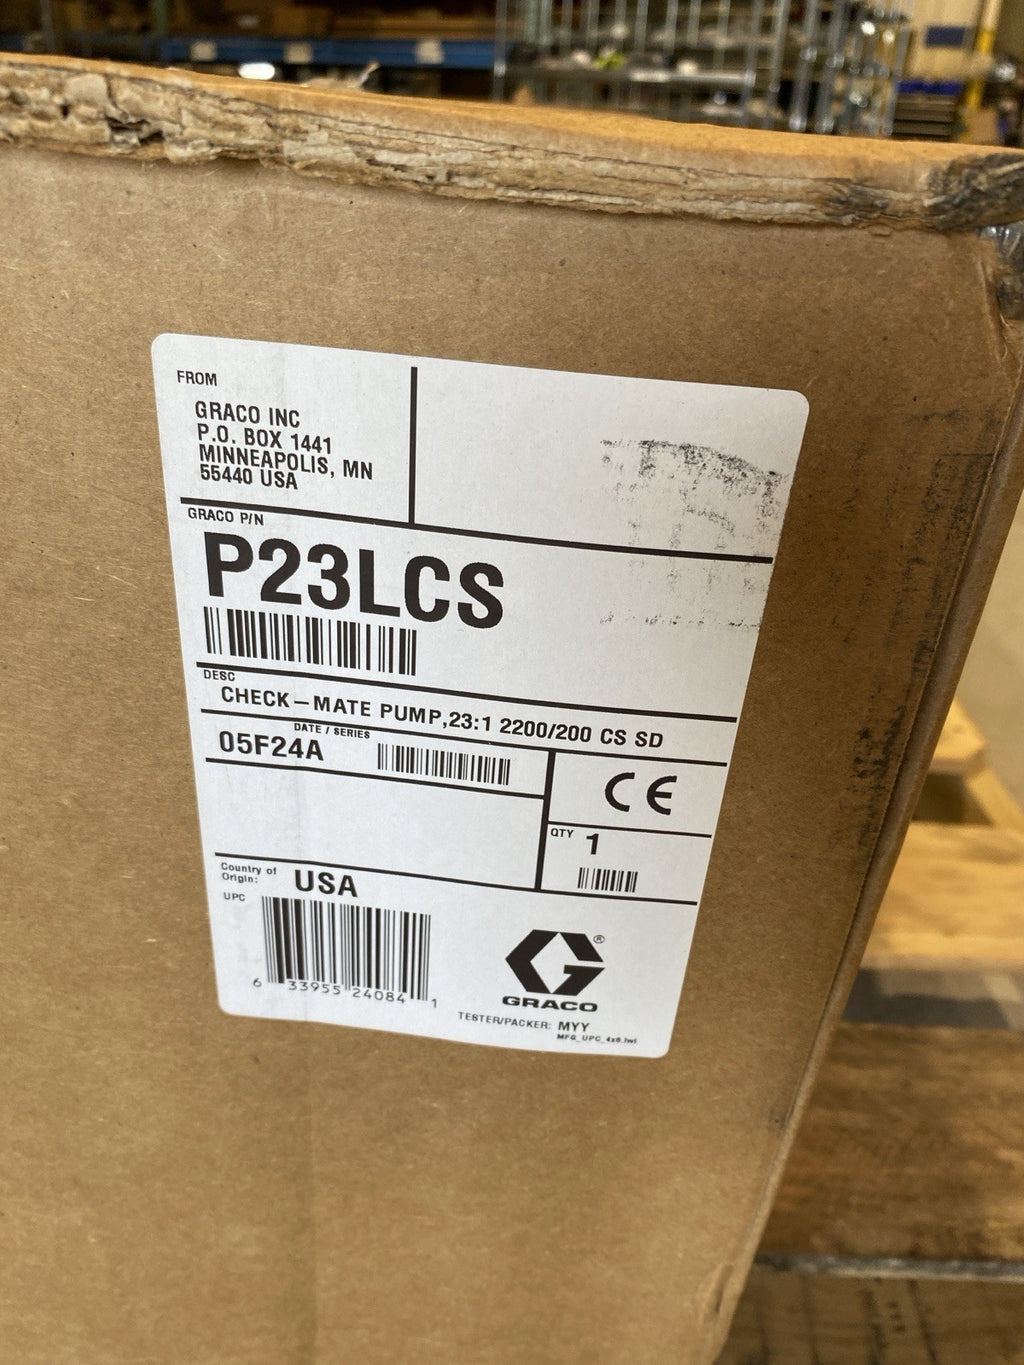 FROM
GRACO INC
P.O. BOX 1441
MINNEAPOLIS, MN
55440 USA
GRACO P/N
P23LCS
DESC
CHECK-MATE PUMP,23:1 2200/200 CS SD
DATE / SERIES
05F24A
CE
QTY 1
Country of
Origin:
USA
UPC
6 33955 24084 1
®
GRACO
TESTER/PACKER: MYY
MFG_UPC_4x6.lwl